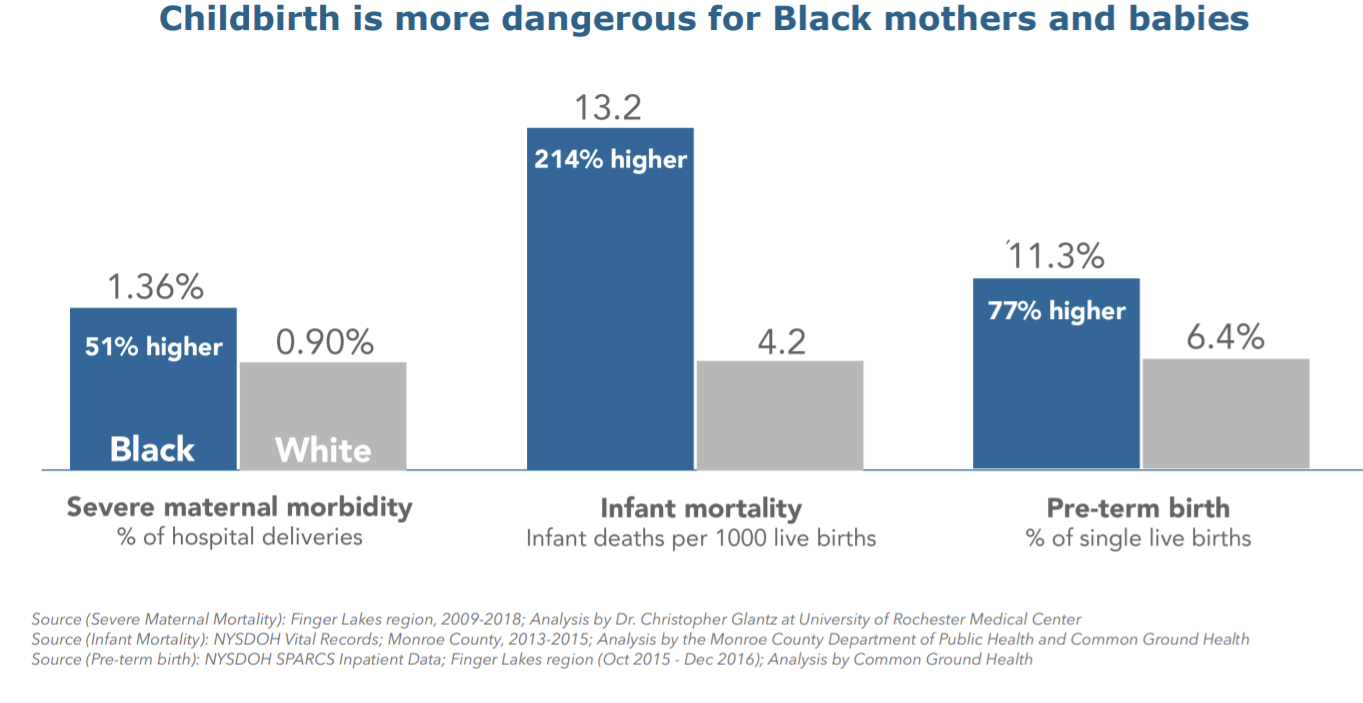 Childbirth is more dangerous for Black mothers and babies
13.2
214% higher
1.36%
51% higher
0.90%
4.2
11.3%
77% higher
6.4%
Black
White
Severe maternal morbidity
% of hospital deliveries
Infant mortality
Infant deaths per 1000 live births
Pre-term birth
% of single live births
Source (Severe Maternal Mortality): Finger Lakes region, 2009-2018; Analysis by Dr. Christopher Glantz at University of Rochester Medical Center
Source (Infant Mortality): NYSDOH Vital Records; Monroe County, 2013-2015; Analysis by the Monroe County Department of Public Health and Common Ground Health
Source (Pre-term birth): NYSDOH SPARCS Inpatient Data; Finger Lakes region (Oct 2015 - Dec 2016); Analysis by Common Ground Health